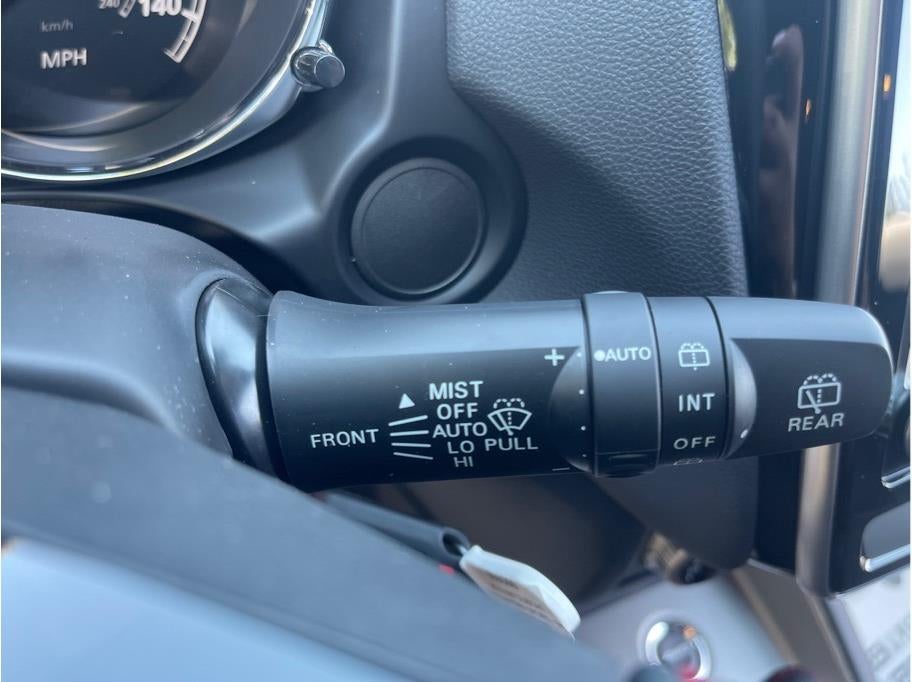 240 140
km/h
MPH
MIST
OFF
FRONT AUTO
LO PULL
HI
+
●AUTO
–
INT
OFF
REAR